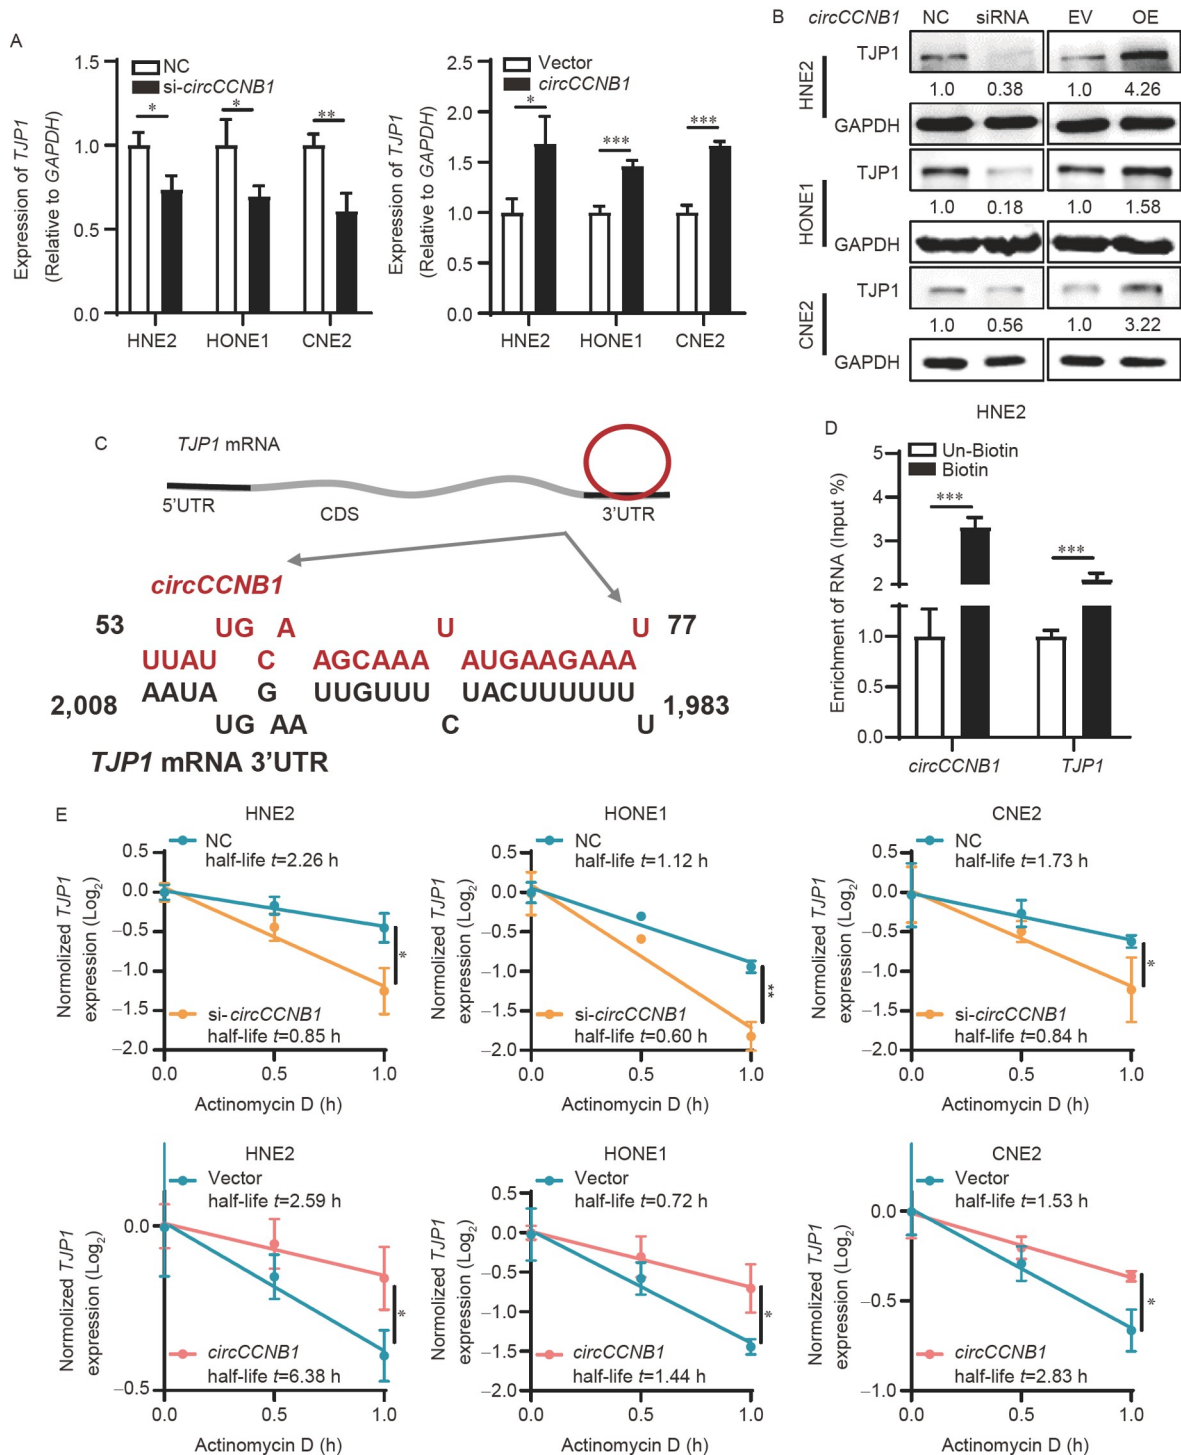 A
Expression of TJP1
(Relative to GAPDH)
1.5
1.0
0.5
0.0
NC
si-circCCNB1
*
*
**
HNE2
HONE1
CNE2
Expression of TJP1
(Relative to GAPDH)
2.5
2.0
1.5
1.0
0.5
0.0
Vector
circCCNB1
*
***
***
HNE2
HONE1
CNE2
B
circCCNB1 NC siRNA EV OE
HNE2
TJP1
1.0 0.38 1.0 4.26
GAPDH
HONE1
TJP1
1.0 0.18 1.0 1.58
GAPDH
CNE2
TJP1
1.0 0.56 1.0 3.22
GAPDH
C
TJP1 mRNA
5'UTR
CDS
3'UTR
circCCNB1
53 UG A U U 77
UUAU C AGCAAA AUGAAGAAA
AAUA G UUGUUU UACUUUUUU
2,008 1,983
UG AA C U
TJP1 mRNA 3'UTR
D
HNE2
Enrichment of RNA (Input %)
5
4
3
2
1.0
0.5
0.0
Un-Biotin
Biotin
***
***
circCCNB1
TJP1
E
HNE2
Normolized TJP1
expression (Log2)
0.5
0.0
−0.5
−1.0
−1.5
−2.0
NC
half-life t=2.26 h
*
si-circCCNB1
half-life t=0.85 h
0.0 0.5 1.0
Actinomycin D (h)
HONE1
Normolized TJP1
expression (Log2)
0.5
0.0
−0.5
−1.0
−1.5
−2.0
NC
half-life t=1.12 h
**
si-circCCNB1
half-life t=0.60 h
0.0 0.5 1.0
Actinomycin D (h)
CNE2
Normolized TJP1
expression (Log2)
0.5
0.0
−0.5
−1.0
−1.5
−2.0
NC
half-life t=1.73 h
*
si-circCCNB1
half-life t=0.84 h
0.0 0.5 1.0
Actinomycin D (h)
HNE2
Normolized TJP1
expression (Log2)
0.0
−0.5
Vector
half-life t=2.59 h
*
circCCNB1
half-life t=6.38 h
0.0 0.5 1.0
Actinomycin D (h)
HONE1
Normolized TJP1
expression (Log2)
0.5
0.0
−0.5
−1.0
−1.5
−2.0
Vector
half-life t=0.72 h
*
circCCNB1
half-life t=1.44 h
0.0 0.5 1.0
Actinomycin D (h)
CNE2
Normolized TJP1
expression (Log2)
0.0
−0.5
−1.0
Vector
half-life t=1.53 h
*
circCCNB1
half-life t=2.83 h
0.0 0.5 1.0
Actinomycin D (h)